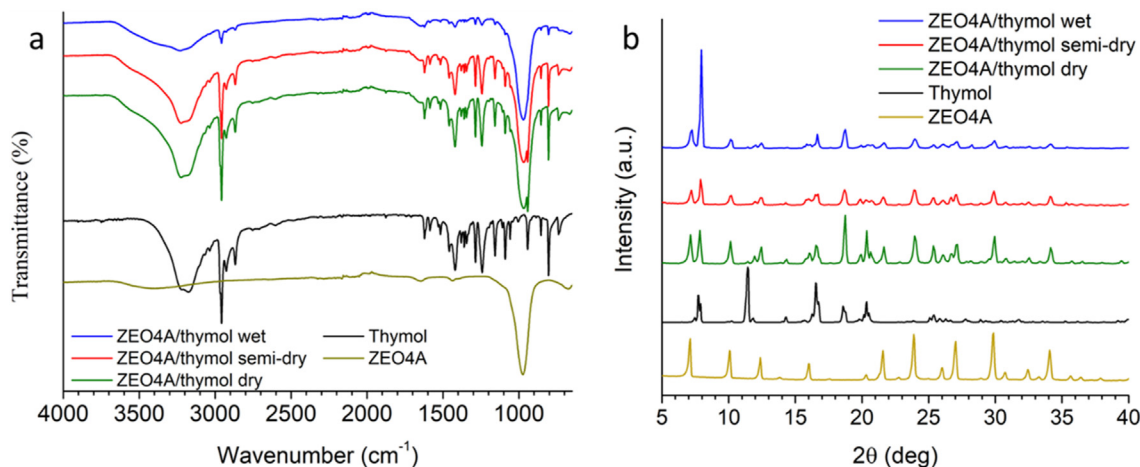 a
Transmittance (%)
ZEO4A/thymol wet
ZEO4A/thymol semi-dry
ZEO4A/thymol dry
Thymol
ZEO4A
4000 3500 3000 2500 2000 1500 1000
Wavenumber (cm⁻¹)
b
ZEO4A/thymol wet
ZEO4A/thymol semi-dry
ZEO4A/thymol dry
Thymol
ZEO4A
Intensity (a.u.)
5 10 15 20 25 30 35 40
2θ (deg)